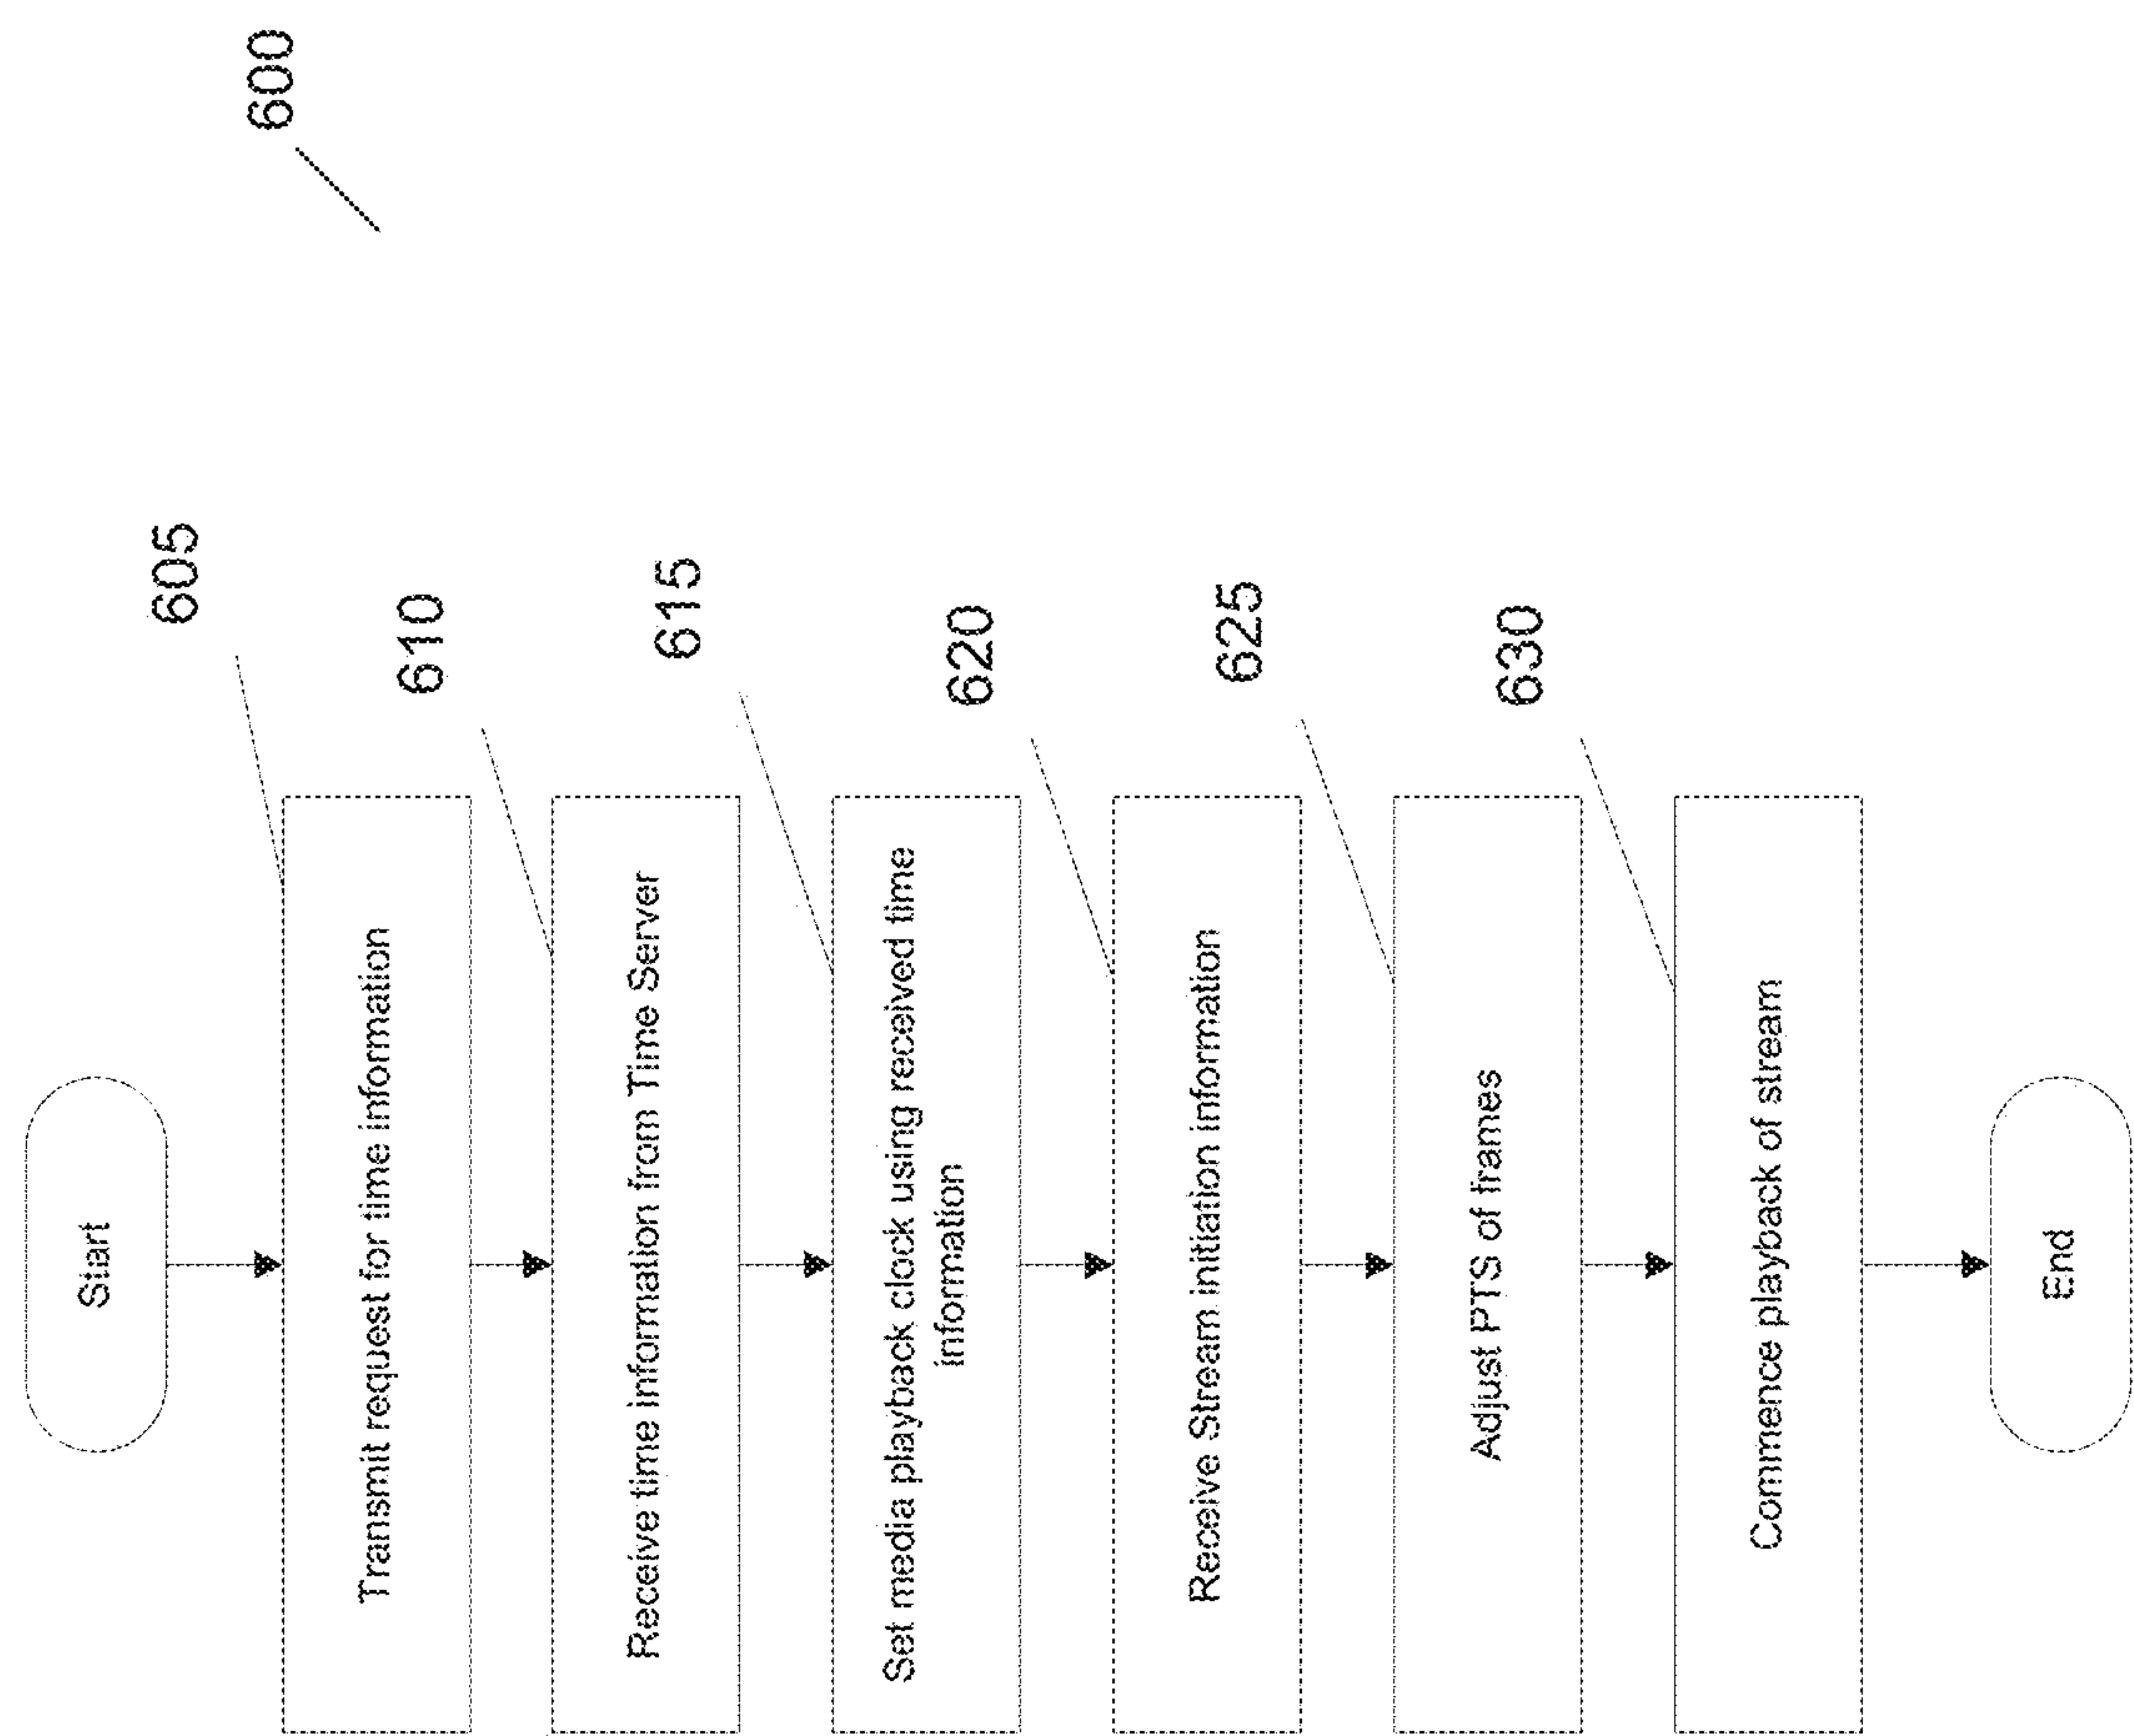 600
Start
605
Transmit request for time information
610
Receive time information from Time Server
615
Set media playback clock using received time
information
620
Receive Stream initiation information
625
Adjust PTS of frames
630
Commence playback of stream
End